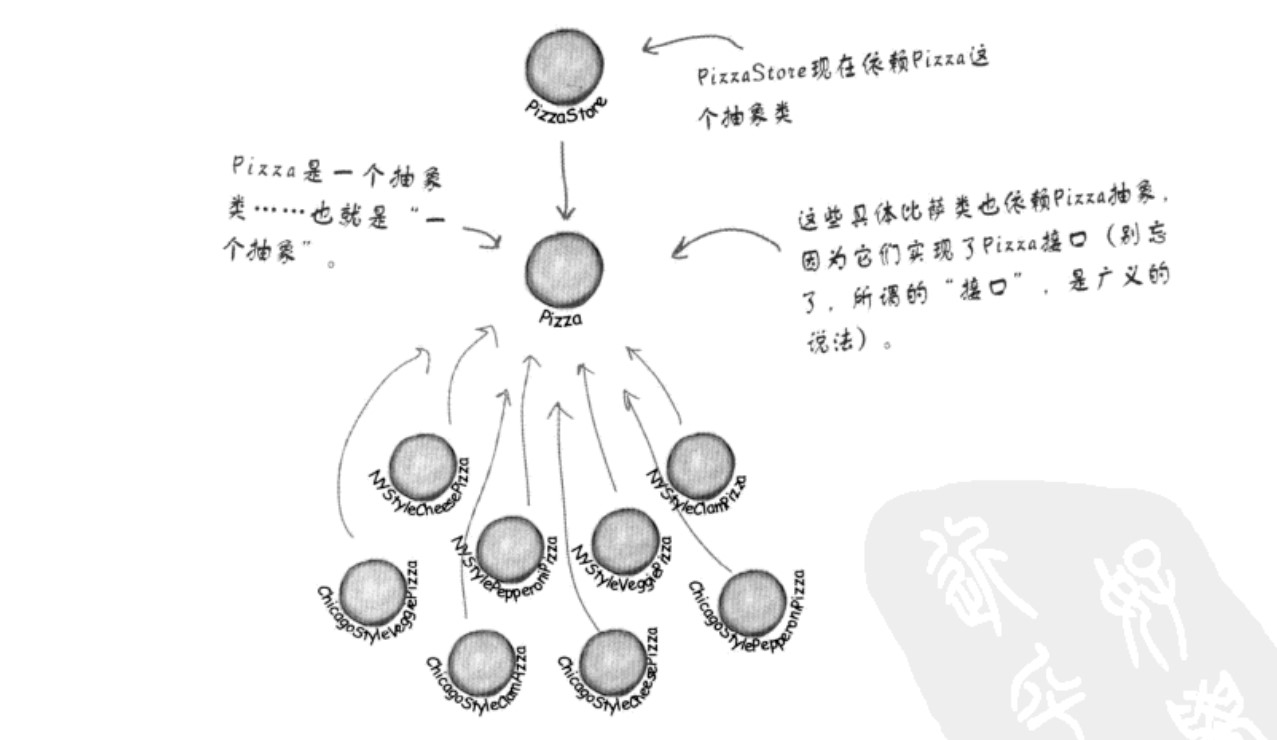 PizzaStore
PizzaStore现在依赖Pizza这
个抽象类
Pizza是一个抽象
类……也就是“一
个抽象”。
Pizza
这些具体比萨类也依赖Pizza抽象，
因为它们实现了Pizza接口（别忘
了，所谓的“接口”，是广义的
说法）。
NYStyleCheesePizza
NYStyleClamPizza
NYStylePepperoniPizza
NYStyleVeggiePizza
ChicagoStyleVeggiePizza
ChicagoStylePepperoniPizza
ChicagoStyleClamPizza
ChicagoStyleCheesePizza